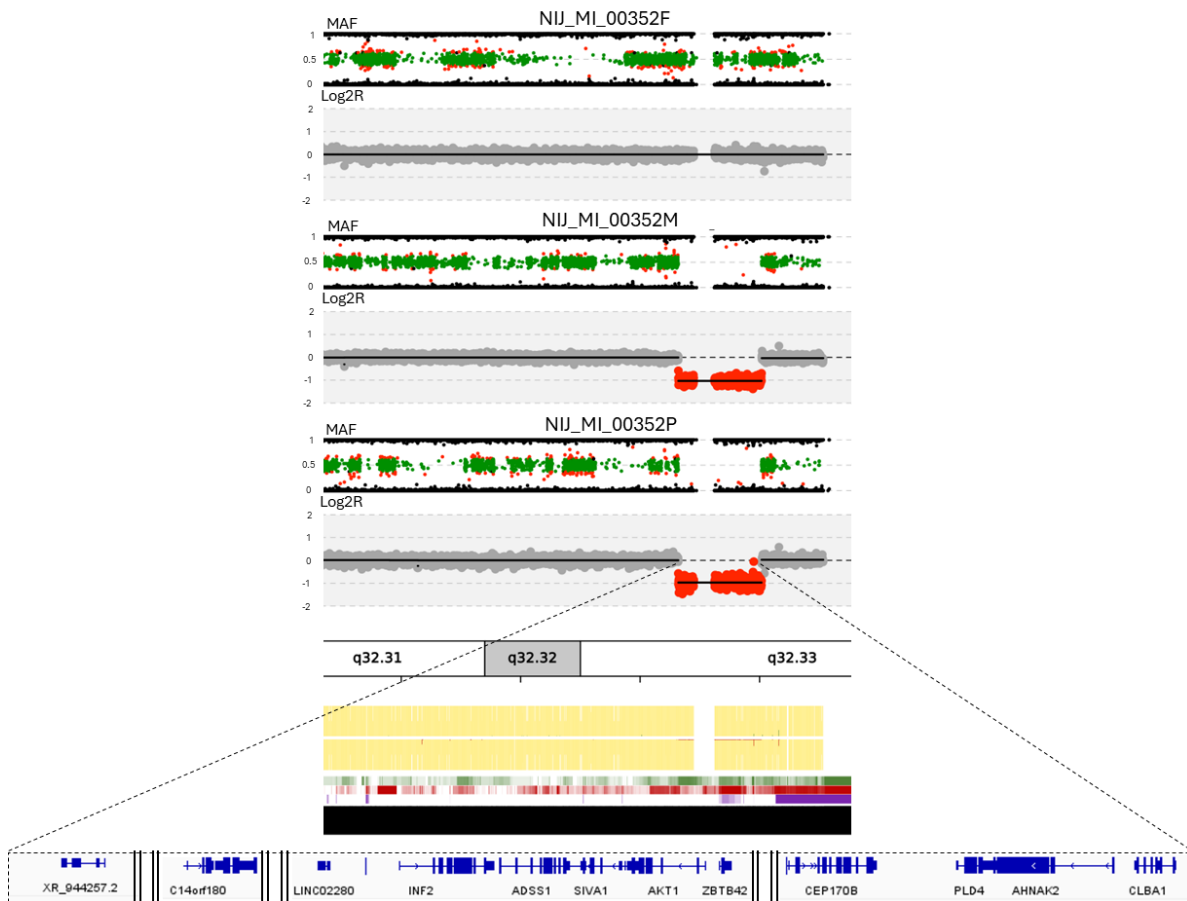 NIJ_MI_00352F
MAF
1
0.5
0
Log2R
2
1
0
-1
-2
NIJ_MI_00352M
MAF
1
0.5
0
Log2R
2
1
0
-1
-2
NIJ_MI_00352P
MAF
1
0.5
0
Log2R
2
1
0
-1
-2
q32.31 q32.32 q32.33
XR_944257.2 C14orf180 LINC02280 INF2 ADSS1 SIVA1 AKT1 ZBTB42 CEP170B PLD4 AHNAK2 CLBA1